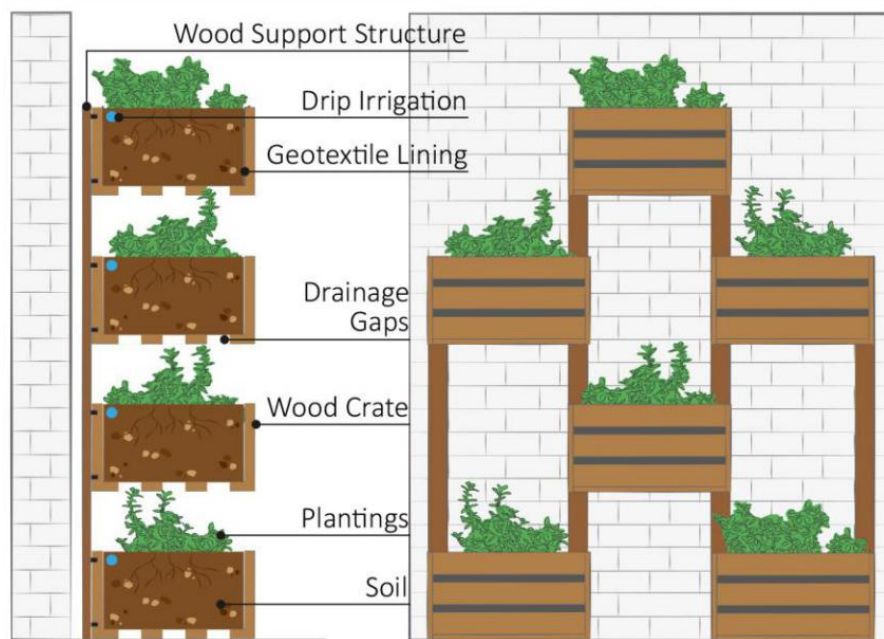 Wood Support Structure
Drip Irrigation
Geotextile Lining
Drainage
Gaps
Wood Crate
Plantings
Soil